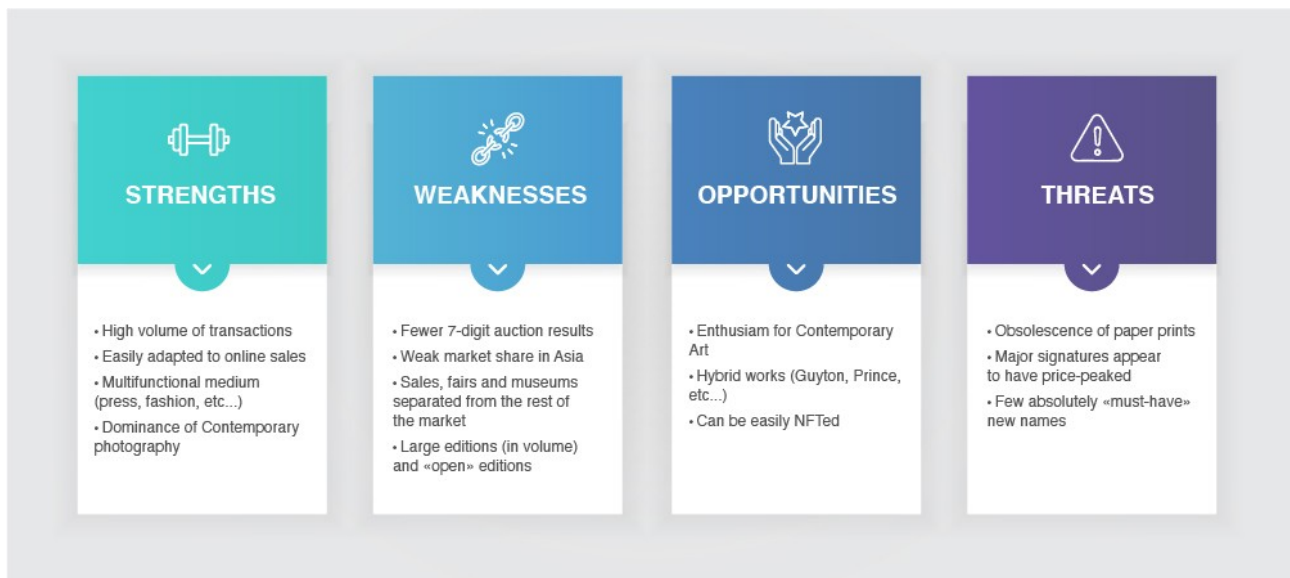 STRENGTHS
• High volume of transactions
• Easily adapted to online sales
• Multifunctional medium
(press, fashion, etc...)
• Dominance of Contemporary
photography
WEAKNESSES
• Fewer 7-digit auction results
• Weak market share in Asia
• Sales, fairs and museums
separated from the rest of
the market
• Large editions (in volume)
and «open» editions
OPPORTUNITIES
• Enthusiam for Contemporary
Art
• Hybrid works (Guyton, Prince,
etc...)
• Can be easily NFTed
THREATS
• Obsolescence of paper prints
• Major signatures appear
to have price-peaked
• Few absolutely «must-have»
new names